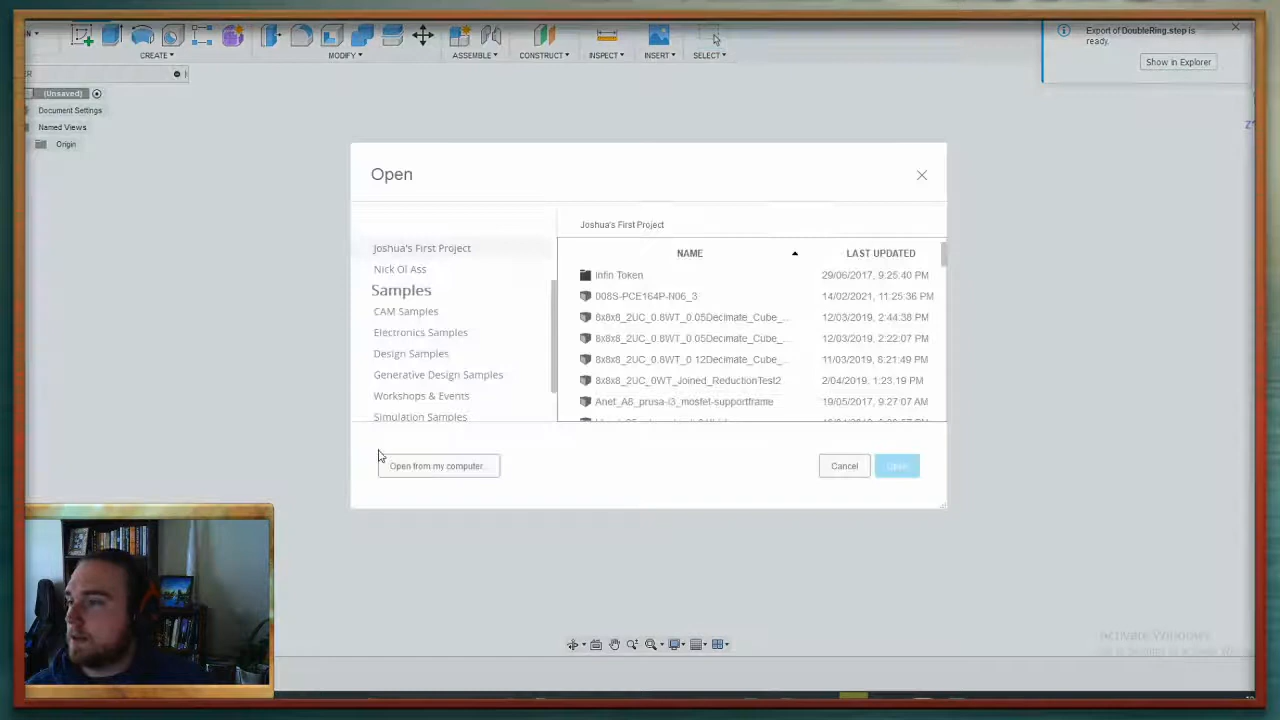 CREATE
MODIFY
ASSEMBLE
CONSTRUCT
INSPECT
INSERT
SELECT
Export of DoubleRing.step is
ready.
Show in Explorer
(Unsaved)
Document Settings
Named Views
Origin
Open
Joshua's First Project
Nick Ol Ass
Samples
CAM Samples
Electronics Samples
Design Samples
Generative Design Samples
Workshops & Events
Simulation Samples
Joshua's First Project
NAME LAST UPDATED
Infin Token 29/06/2017, 9:25:40 PM
008S-PCE164P-N06_3 14/02/2021, 11:25:36 PM
8x8x8_2UC_0.8WT_0.05Decimate_Cube_... 12/03/2019, 2:44:38 PM
8x8x8_2UC_0.8WT_0.05Decimate_Cube_... 12/03/2019, 2:22:07 PM
8x8x8_2UC_0.8WT_0.12Decimate_Cube_... 11/03/2019, 8:21:49 PM
8x8x8_2UC_0WT_Joined_ReductionTest2 2/04/2019, 1:23:19 PM
Anet_A8_prusa-i3_mosfet-supportframe 19/05/2017, 9:27:07 AM
Open from my computer...
Cancel
Open
Activate Windows